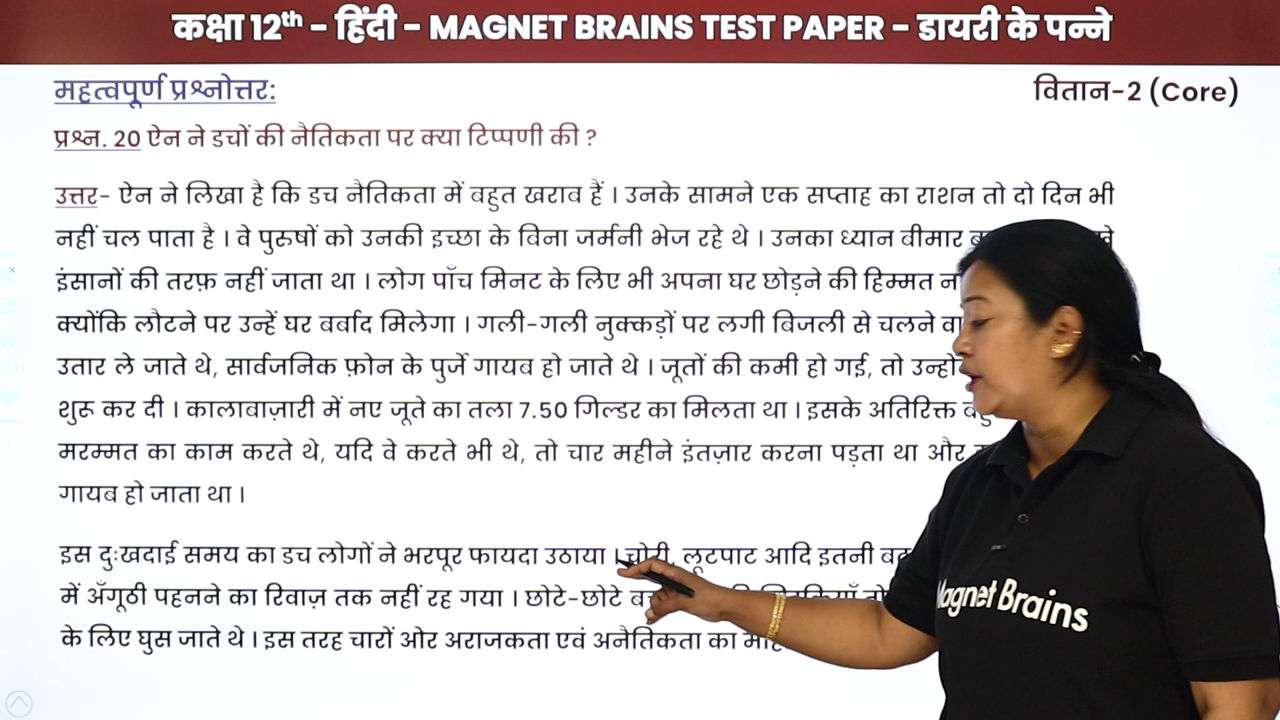 कक्षा 12th - हिंदी - MAGNET BRAINS TEST PAPER - डायरी के पन्ने
महत्वपूर्ण प्रश्नोत्तर:
वितान-2 (Core)
प्रश्न. 20 ऐन ने डचों की नैतिकता पर क्या टिप्पणी की ?
उत्तर- ऐन ने लिखा है कि डच नैतिकता में बहुत खराब हैं । उनके सामने एक सप्ताह का राशन तो दो दिन भी
नहीं चल पाता है । वे पुरुषों को उनकी इच्छा के बिना जर्मनी भेज रहे थे । उनका ध्यान बीमार
इंसानों की तरफ़ नहीं जाता था । लोग पाँच मिनट के लिए भी अपना घर छोड़ने की हिम्मत
क्योंकि लौटने पर उन्हें घर बर्बाद मिलेगा । गली-गली नुक्कड़ों पर लगी बिजली से चलने
उतार ले जाते थे, सार्वजनिक फ़ोन के पुर्जे गायब हो जाते थे । जूतों की कमी हो गई, तो
शुरू कर दी । कालाबाज़ारी में नए जूते का तला 7.50 गिल्डर का मिलता था । इसके अतिरिक्त
मरम्मत का काम करते थे, यदि वे करते भी थे, तो चार महीने इंतज़ार करना पड़ता था और
गायब हो जाता था ।
इस दुःखदाई समय का डच लोगों ने भरपूर फायदा उठाया । चोरी, लूटपाट आदि इतनी
में अँगूठी पहनने का रिवाज़ तक नहीं रह गया । छोटे-छोटे
के लिए घुस जाते थे । इस तरह चारों ओर अराजकता एवं अनैतिकता का
Magnet Brains